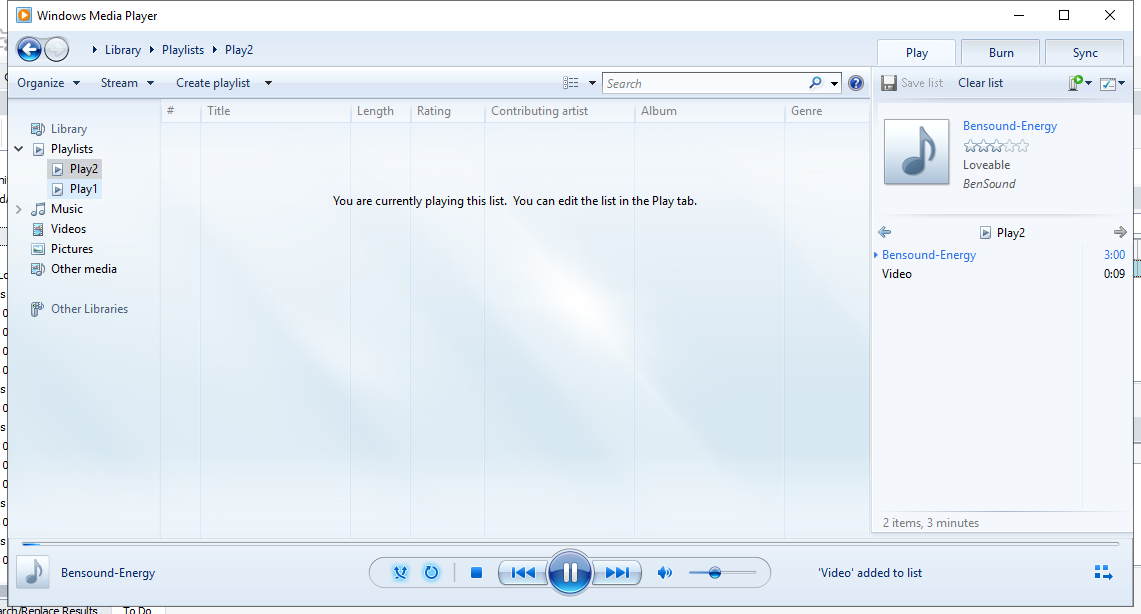 Windows Media Player
Library Playlists Play2
Play Burn Sync
Organize Stream Create playlist Search Save list Clear list
# Title Length Rating Contributing artist Album Genre
Library
Playlists
Play2
Play1
Music
Videos
Pictures
Other media
Other Libraries
You are currently playing this list. You can edit the list in the Play tab.
Bensound-Energy
Loveable
BenSound
Play2
Bensound-Energy 3:00
Video 0:09
2 items, 3 minutes
Bensound-Energy
'Video' added to list
arch/Replace Results To Do